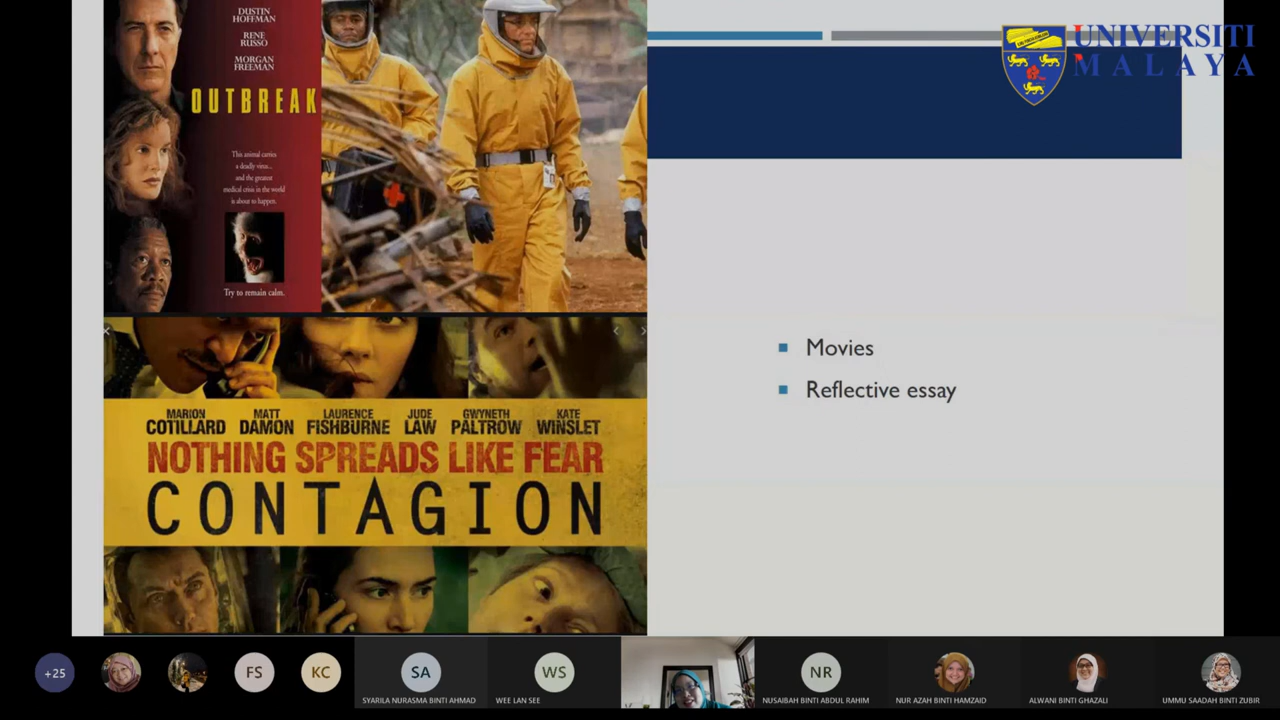 DUSTIN
HOFFMAN
RENE
RUSSO
MORGAN
FREEMAN
OUTBREAK
This animal carries
a deadly virus...
and the greatest
medical crisis in the world
is about to happen.
Try to remain calm.
UNIVERSITI
MALAYA
MARION
COTILLARD
MATT
DAMON
LAURENCE
FISHBURNE
JUDE
LAW
GWYNETH
PALTROW
KATE
WINSLET
NOTHING SPREADS LIKE FEAR
CONTAGION
Movies
Reflective essay
+25
FS
KC
SA
SYARILA NURASMA BINTI AHMAD
WS
WEE LAN SEE
NR
NUSAIBAH BINTI ABDUL RAHIM
NUR AZAH BINTI HAMZAID
ALWANI BINTI GHAZALI
UMMU SAADAH BINTI ZUBIR